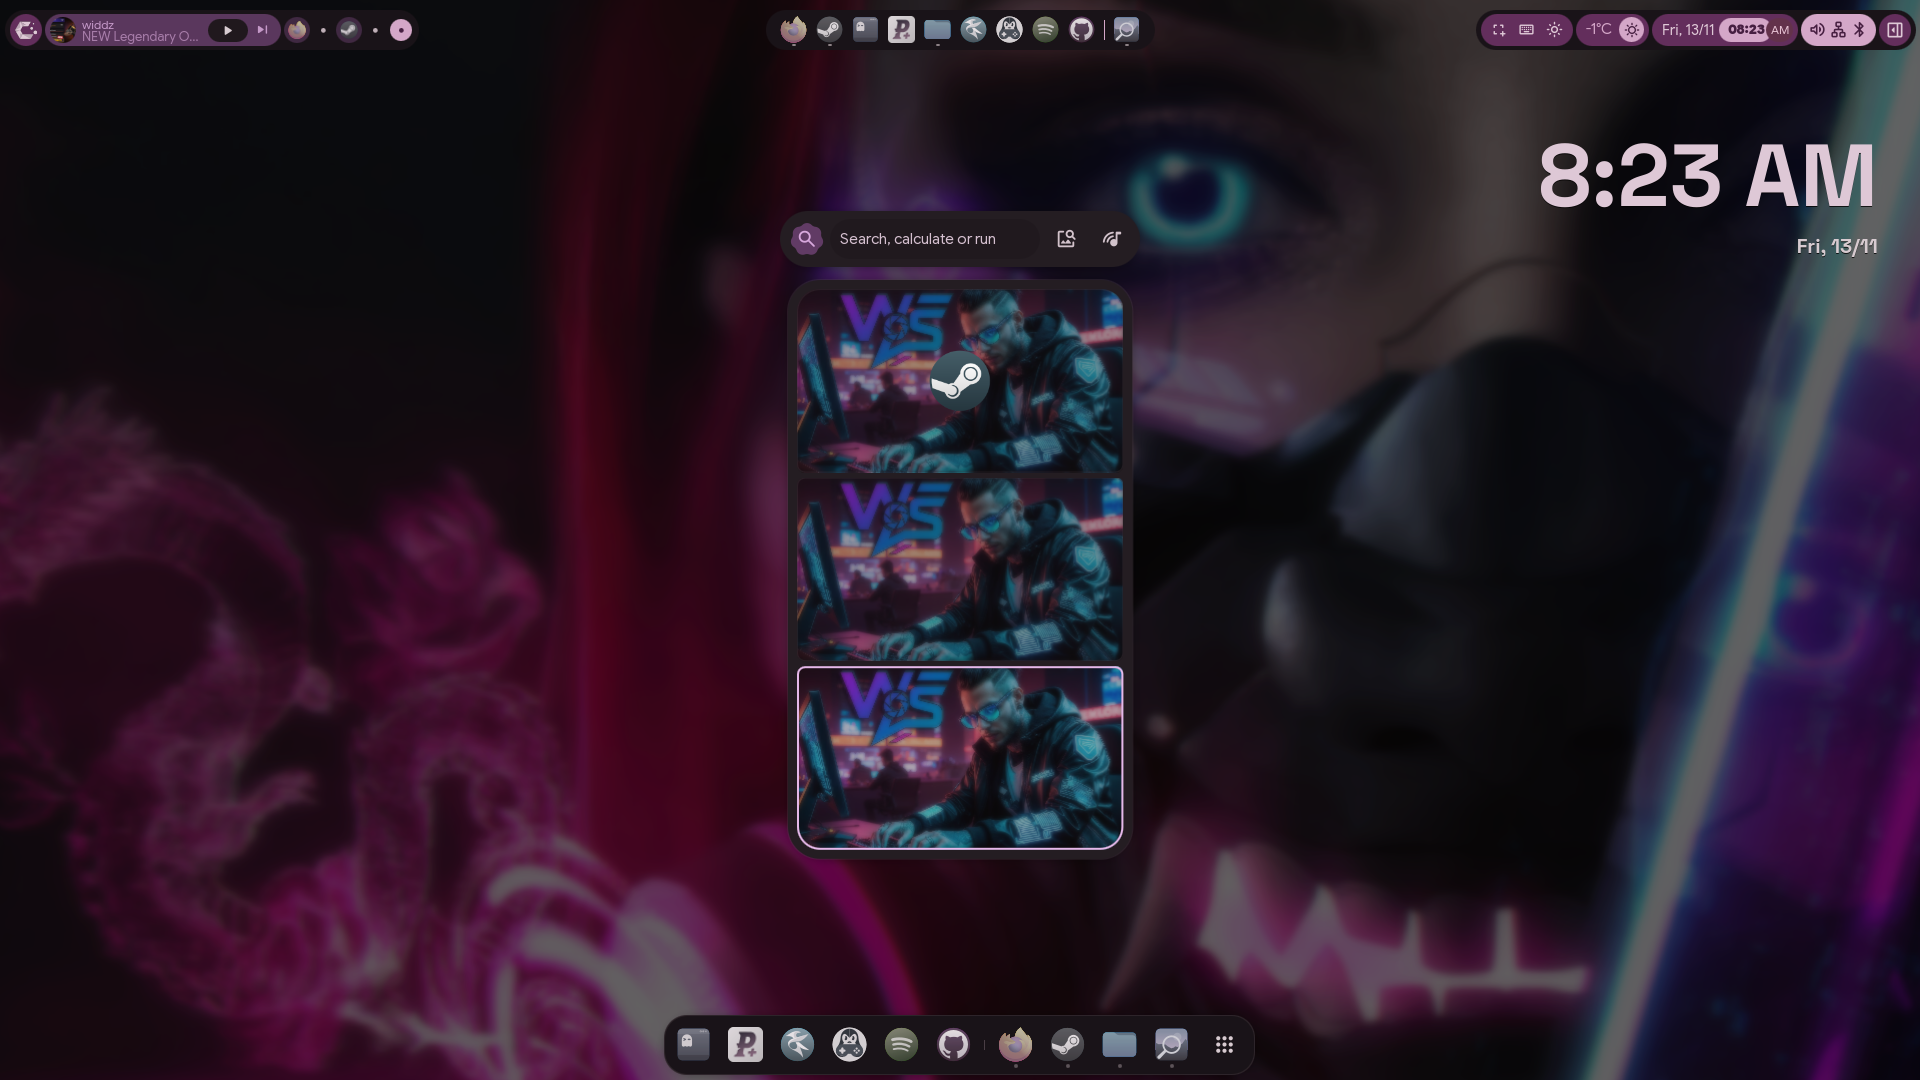 widdz
NEW Legendary O...
-1°C
Fri, 13/11
08:23 AM
8:23 AM
Fri, 13/11
Search, calculate or run